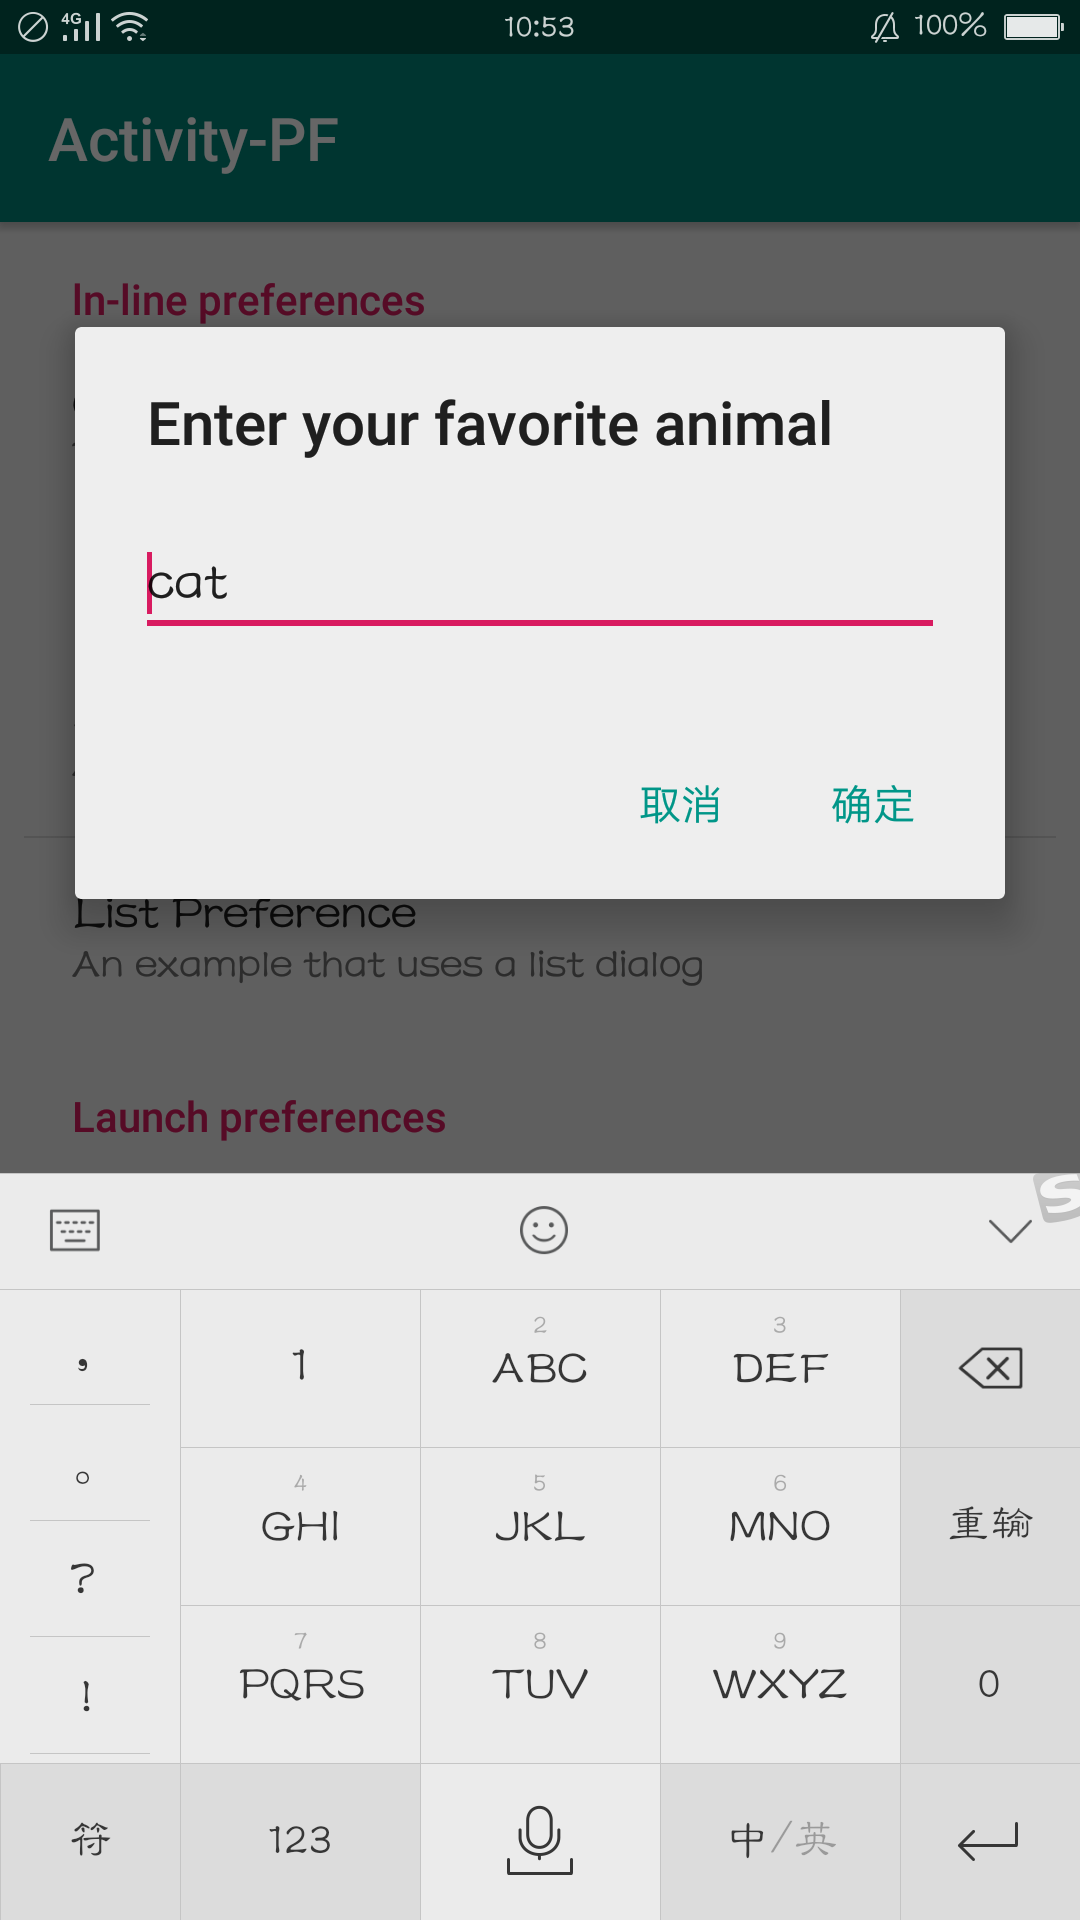 4G 10:53 100%
Activity-PF
In-line preferences
Enter your favorite animal
cat
取消 确定
List Preference
An example that uses a list dialog
Launch preferences
S
, 1 2 ABC 3 DEF
。 4 GHI 5 JKL 6 MNO 重输
? 7 PQRS 8 TUV 9 WXYZ 0
!
符 123 中/英